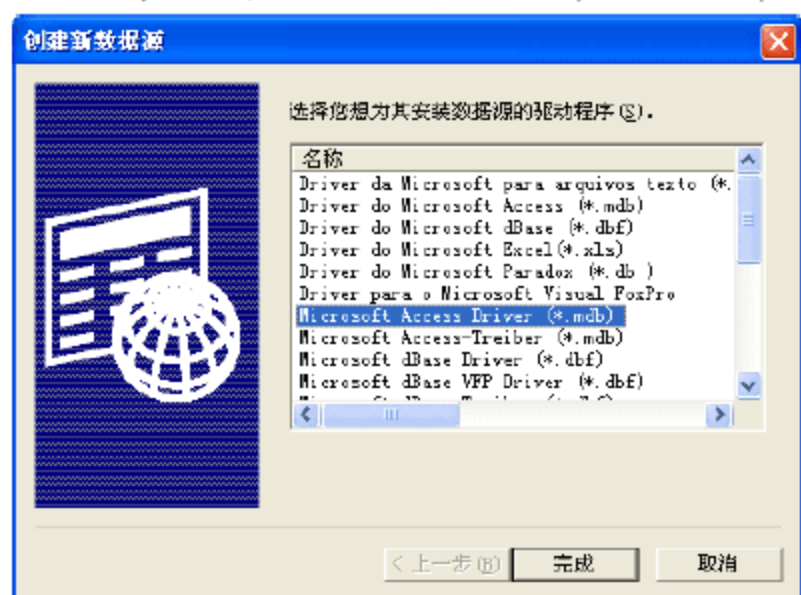 创建新数据源
选择您想为其安装数据源的驱动程序(S).
名称
Driver da Microsoft para arquivos texto (*.
Driver do Microsoft Access (*.mdb)
Driver do Microsoft dBase (*.dbf)
Driver do Microsoft Excel(*.xls)
Driver do Microsoft Paradox (*.db )
Driver para o Microsoft Visual FoxPro
Microsoft Access Driver (*.mdb)
Microsoft Access-Treiber (*.mdb)
Microsoft dBase Driver (*.dbf)
Microsoft dBase VFP Driver (*.dbf)
< 上一步(B)
完成
取消